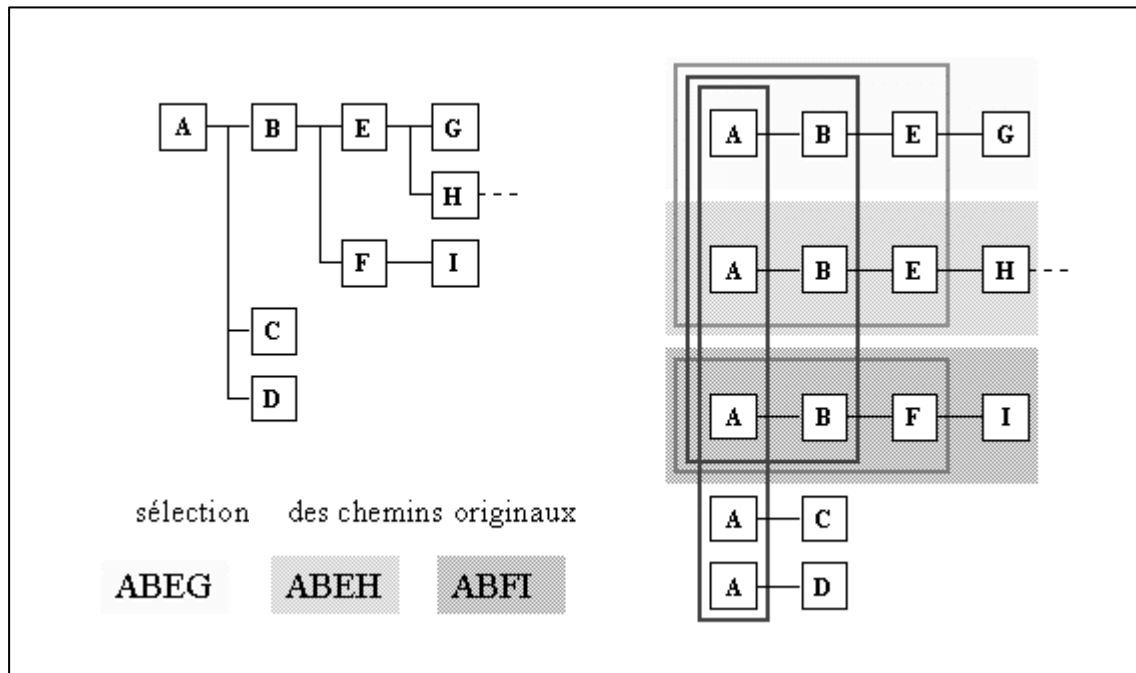 A B E G
H
F I
C
D
sélection des chemins originaux
ABEG ABEH ABFI
A B E G
A B E H
A B F I
A C
A D